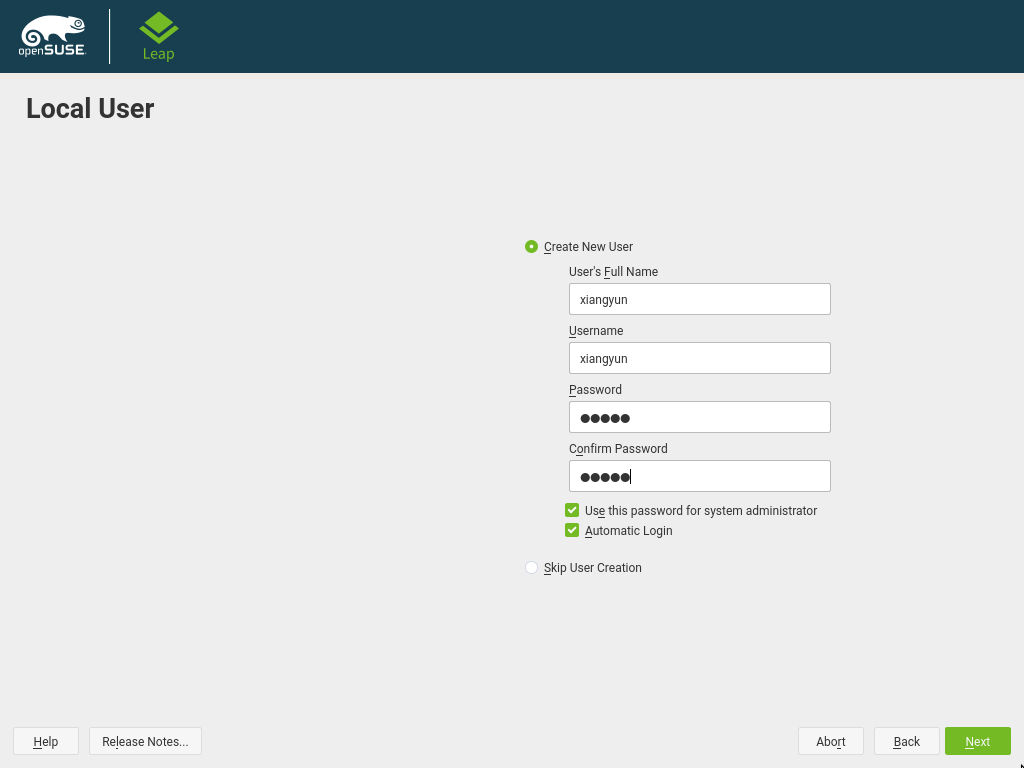 openSUSE
Leap
Local User
Create New User
User's Full Name
xiangyun
Username
xiangyun
Password
●●●●●
Confirm Password
●●●●●
Use this password for system administrator
Automatic Login
Skip User Creation
Help
Release Notes...
Abort
Back
Next